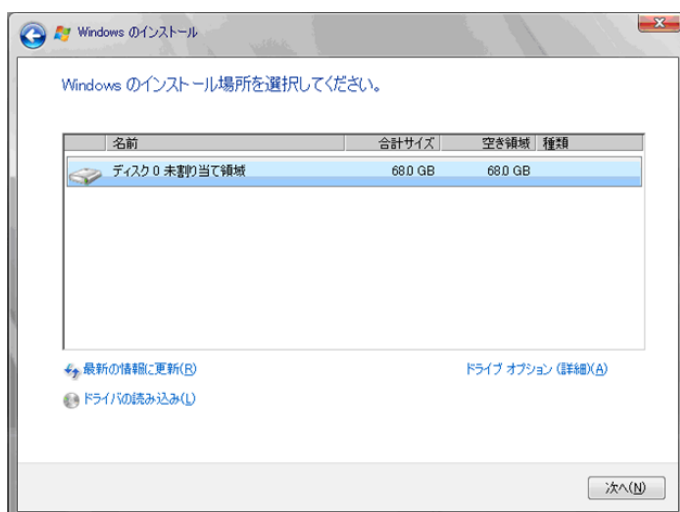 Windows のインストール
Windows のインストール場所を選択してください。
名前 合計サイズ 空き領域 種類
ディスク 0 未割り当て領域 68.0 GB 68.0 GB
最新の情報に更新(R) ドライブ オプション (詳細)(A)
ドライバの読み込み(L)
次へ(N)